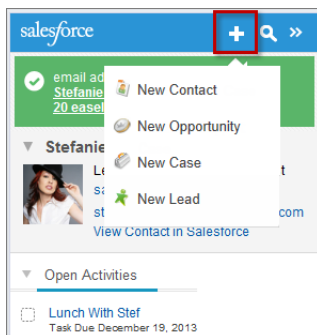 salesforce
email ad
Stefanie
20 easel
New Contact
New Opportunity
New Case
New Lead
Stefanie
Le t
sa
st com
View Contact in Salesforce
Open Activities
Lunch With Stef
Task Due December 19, 2013